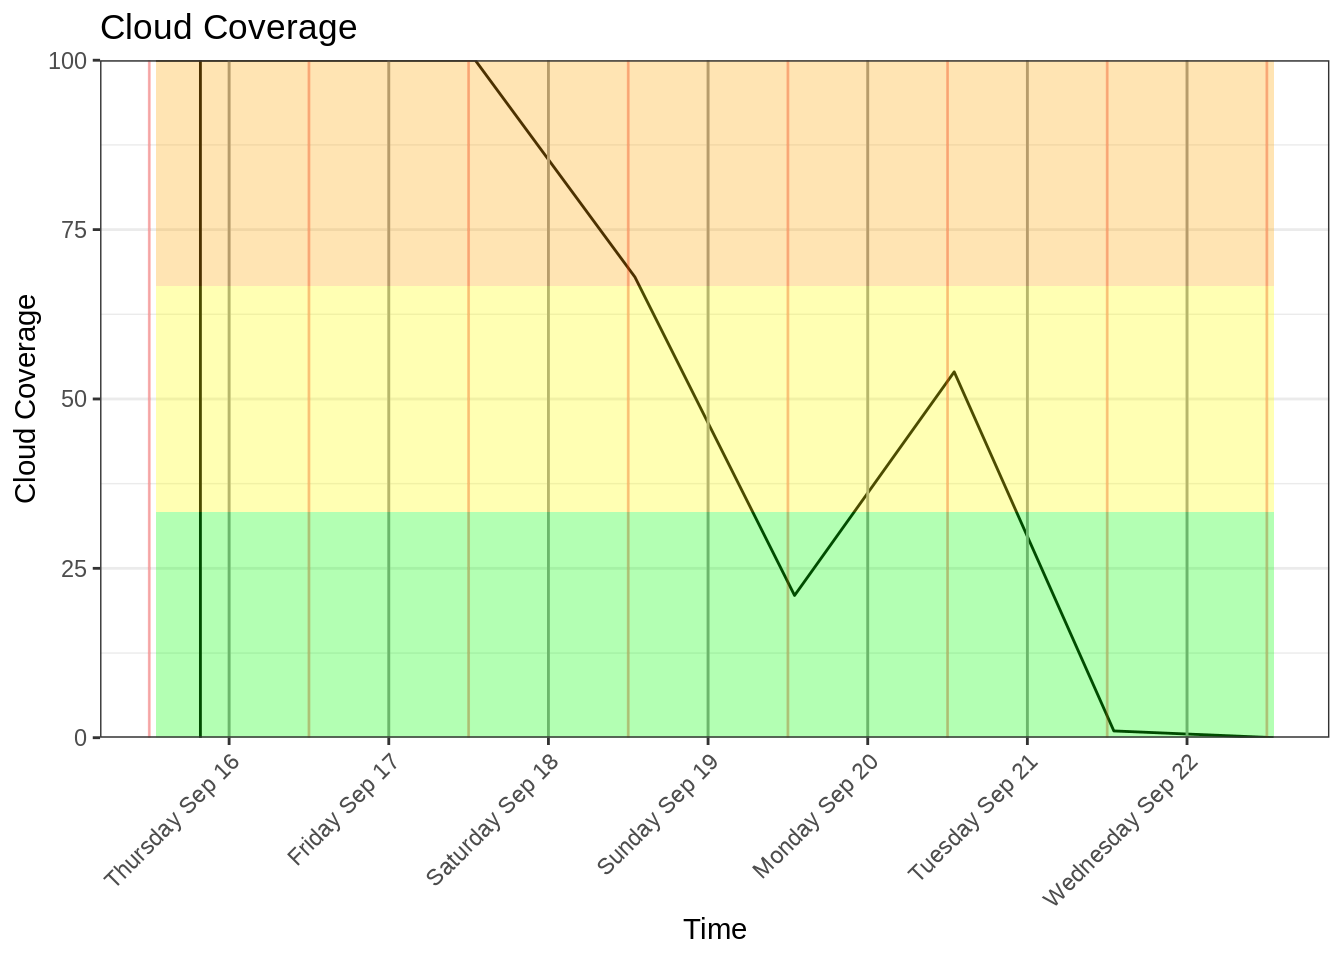 Cloud Coverage
Cloud Coverage
100
75
50
25
0
Thursday Sep 16
Friday Sep 17
Saturday Sep 18
Sunday Sep 19
Monday Sep 20
Tuesday Sep 21
Wednesday Sep 22
Time